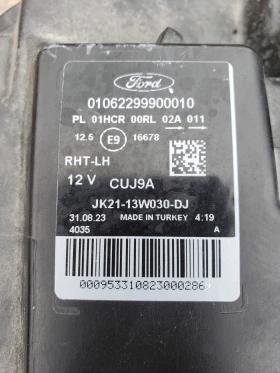 Ford
01062299900010
PL 01HCR 00RL 02A 011
12.5 E9 16678
RHT-LH
12 V CUJ9A
JK21-13W030-DJ
31.08.23 MADE IN TURKEY 4:19
4035 A
0009533108230002869